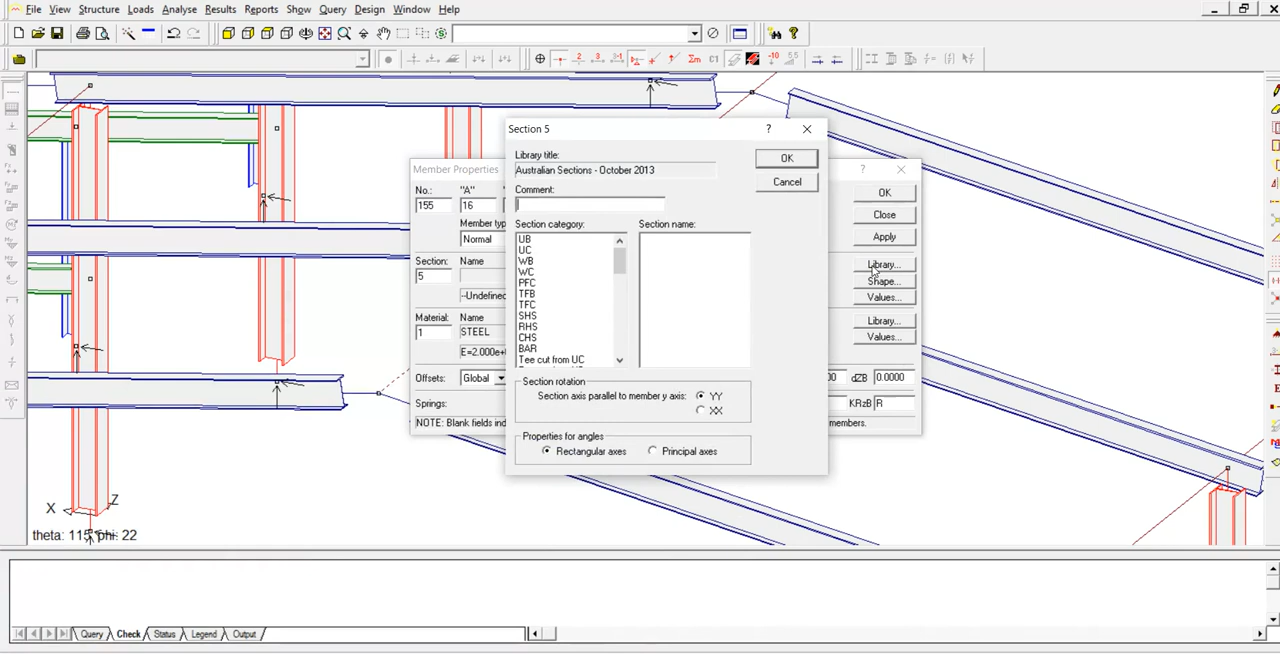 File View Structure Loads Analyse Results Reports Show Query Design Window Help
Section 5
Library title:
Australian Sections - October 2013
OK
Cancel
Comment:
Section category:
Section name:
UB
UC
WB
WC
PFC
TFB
TFC
SHS
RHS
CHS
BAR
Tee cut from UC
Section rotation
Section axis parallel to member y axis:
YY
XX
Properties for angles
Rectangular axes
Principal axes
Member Properties
No.:
"A"
155
16
Member typ
Normal
Section:
Name
5
--Undefined
Material:
Name
1
STEEL
E=2.000e+
Offsets:
Global
00
dZB
0.0000
Springs:
KRzB
R
NOTE: Blank fields ind
members.
OK
Close
Apply
Library...
Shape...
Values...
Library...
Values...
X
Z
theta: 115 phi: 22
Query Check Status Legend Output